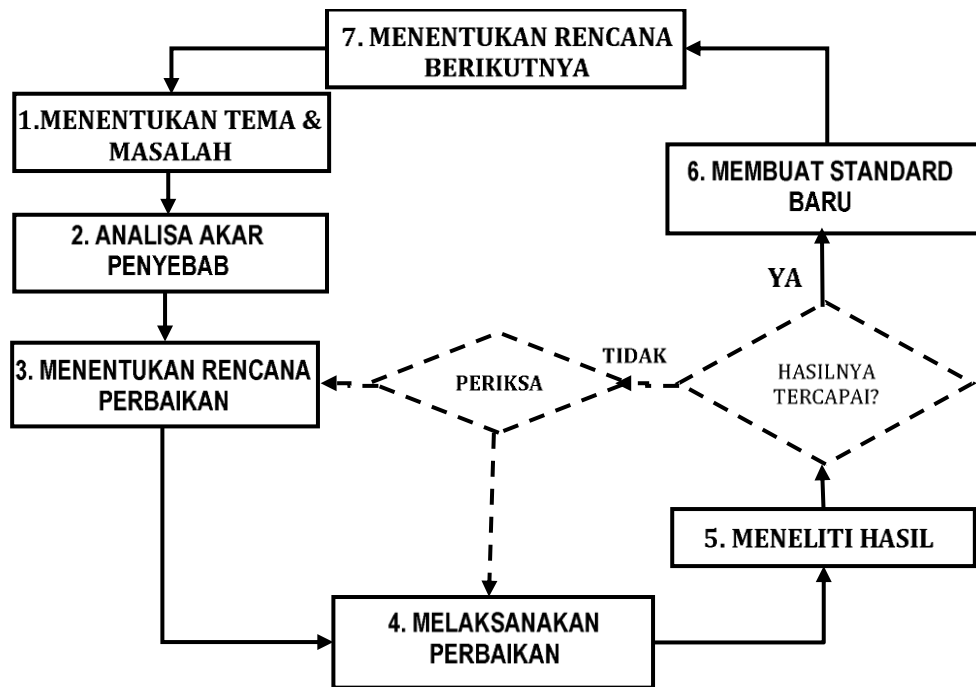 7. MENENTUKAN RENCANA
BERIKUTNYA
1.MENENTUKAN TEMA &
MASALAH
6. MEMBUAT STANDARD
BARU
2. ANALISA AKAR
PENYEBAB
YA
3. MENENTUKAN RENCANA
PERBAIKAN
PERIKSA
TIDAK
HASILNYA
TERCAPAI?
5. MENELITI HASIL
4. MELAKSANAKAN
PERBAIKAN